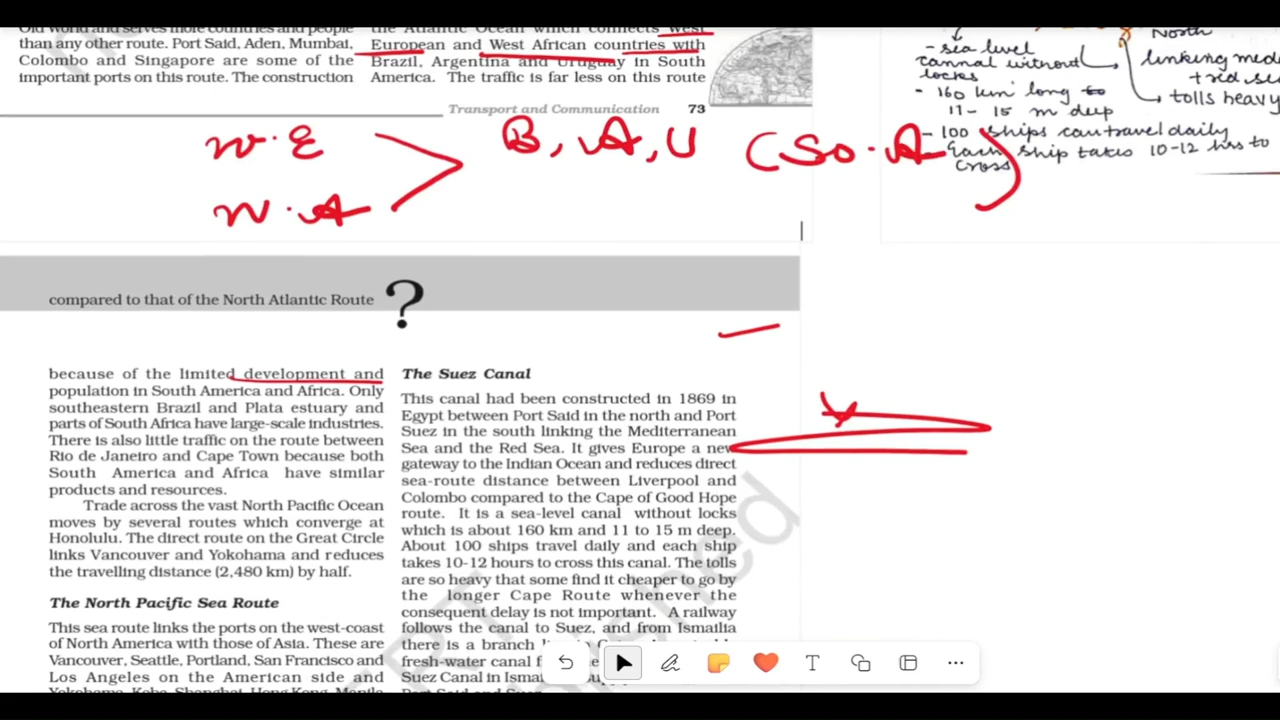 Old World and serves more countries and people
than any other route. Port Said, Aden, Mumbai,
Colombo and Singapore are some of the
important ports on this route. The construction
the Atlantic Ocean which connects West
European and West African countries with
Brazil, Argentina and Uruguay in South
America. The traffic is far less on this route
Transport and Communication 73
W.E
W.A
B, A, U (So.A)
North
- sea level
cannal without
locks
- 160 km long to
11 - 15 m deep
- 100 ships can travel daily
- Each ship takes 10-12 hrs to
cross
linking med
+ red se
tolls heavy
compared to that of the North Atlantic Route
?
because of the limited development and
population in South America and Africa. Only
southeastern Brazil and Plata estuary and
parts of South Africa have large-scale industries.
There is also little traffic on the route between
Rio de Janeiro and Cape Town because both
South America and Africa have similar
products and resources.
Trade across the vast North Pacific Ocean
moves by several routes which converge at
Honolulu. The direct route on the Great Circle
links Vancouver and Yokohama and reduces
the travelling distance (2,480 km) by half.
The North Pacific Sea Route
This sea route links the ports on the west-coast
of North America with those of Asia. These are
Vancouver, Seattle, Portland, San Francisco and
Los Angeles on the American side and
Yokohama, Kobe, Shanghai, Hong Kong, Manila
The Suez Canal
This canal had been constructed in 1869 in
Egypt between Port Said in the north and Port
Suez in the south linking the Mediterranean
Sea and the Red Sea. It gives Europe a new
gateway to the Indian Ocean and reduces direct
sea-route distance between Liverpool and
Colombo compared to the Cape of Good Hope
route. It is a sea-level canal without locks
which is about 160 km and 11 to 15 m deep.
About 100 ships travel daily and each ship
takes 10-12 hours to cross this canal. The tolls
are so heavy that some find it cheaper to go by
the longer Cape Route whenever the
consequent delay is not important. A railway
follows the canal to Suez, and from Ismailia
there is a branch
fresh-water canal
Suez Canal in